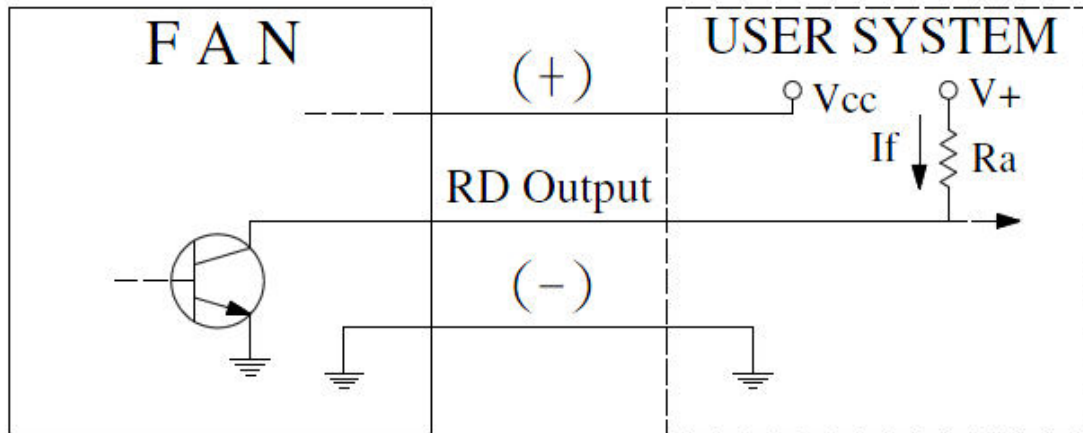 F A N
USER SYSTEM
(+)
Vcc
V+
If
Ra
RD Output
(-)